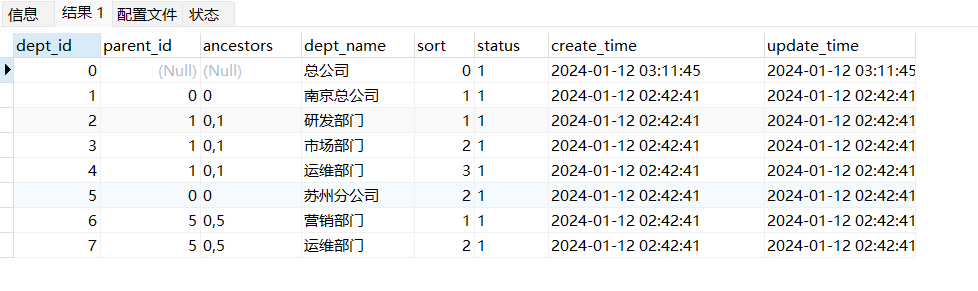 信息 结果 1 配置文件 状态
dept_id parent_id ancestors dept_name sort status create_time update_time
0 (Null) (Null) 总公司 0 1 2024-01-12 03:11:45 2024-01-12 03:11:45
1 0 0 南京总公司 1 1 2024-01-12 02:42:41 2024-01-12 02:42:41
2 1 0,1 研发部门 1 1 2024-01-12 02:42:41 2024-01-12 02:42:41
3 1 0,1 市场部门 2 1 2024-01-12 02:42:41 2024-01-12 02:42:41
4 1 0,1 运维部门 3 1 2024-01-12 02:42:41 2024-01-12 02:42:41
5 0 0 苏州分公司 2 1 2024-01-12 02:42:41 2024-01-12 02:42:41
6 5 0,5 营销部门 1 1 2024-01-12 02:42:41 2024-01-12 02:42:41
7 5 0,5 运维部门 2 1 2024-01-12 02:42:41 2024-01-12 02:42:41